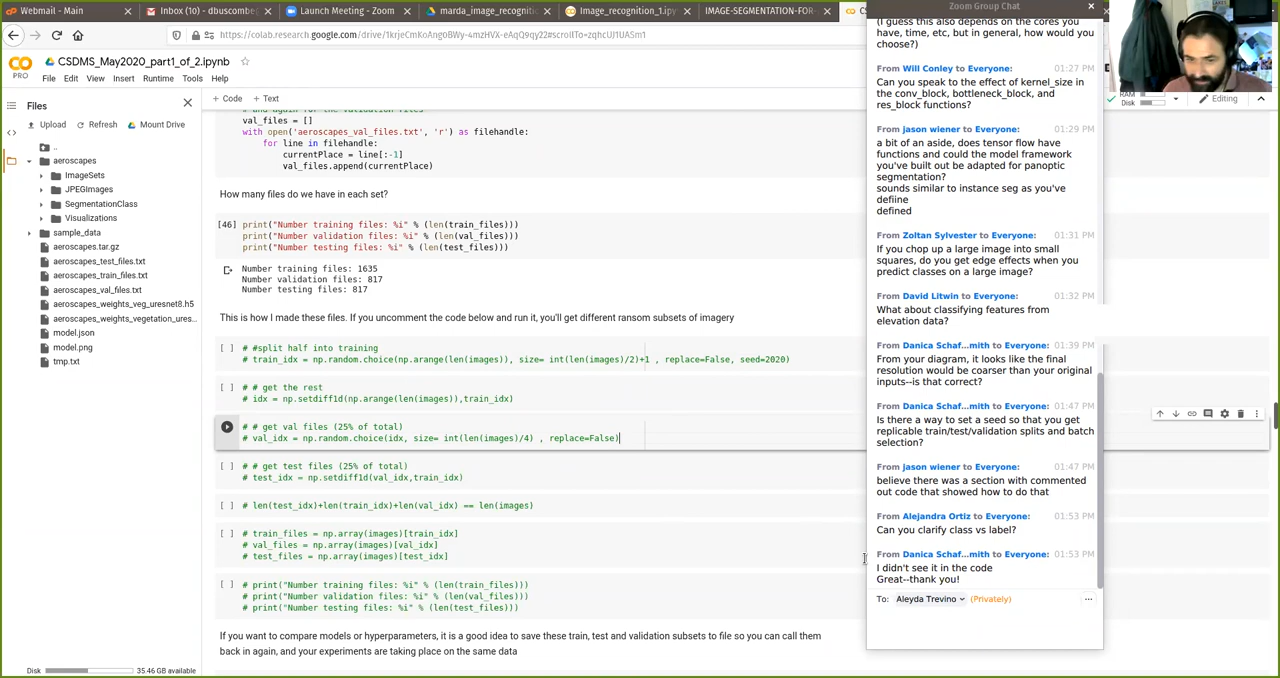 Webmail - Main
Inbox (10) - dbuscombe
Launch Meeting - Zoom
marda_image_recogniti
Image_recognition_1.ipy
IMAGE-SEGMENTATION-FOR
https://colab.research.google.com/drive/1krjeCmKoAngo0BWy-4mzHVX-eAqQ9qy22#scrollTo=zqhcUJ1UASm1
CSDMS_May2020_part1_of_2.ipynb
PRO
File Edit View Insert Runtime Tools Help
RAM
Disk
Editing
Files
Upload Refresh Mount Drive
..
aeroscapes
ImageSets
JPEGImages
SegmentationClass
Visualizations
sample_data
aeroscapes.tar.gz
aeroscapes_test_files.txt
aeroscapes_train_files.txt
aeroscapes_val_files.txt
aeroscapes_weights_veg_uresnet8.h5
aeroscapes_weights_vegetation_ures...
model.json
model.png
tmp.txt
Disk 35.46 GB available
+ Code + Text
# and again for the validation files
val_files = []
with open('aeroscapes_val_files.txt', 'r') as filehandle:
for line in filehandle:
currentPlace = line[:-1]
val_files.append(currentPlace)
How many files do we have in each set?
[46] print("Number training files: %i" % (len(train_files)))
print("Number validation files: %i" % (len(val_files)))
print("Number testing files: %i" % (len(test_files)))
Number training files: 1635
Number validation files: 817
Number testing files: 817
This is how I made these files. If you uncomment the code below and run it, you'll get different ransom subsets of imagery
[ ] # #split half into training
# train_idx = np.random.choice(np.arange(len(images)), size= int(len(images)/2)+1 , replace=False, seed=2020)
[ ] # # get the rest
# idx = np.setdiff1d(np.arange(len(images)),train_idx)
# # get val files (25% of total)
# val_idx = np.random.choice(idx, size= int(len(images)/4) , replace=False)
[ ] # # get test files (25% of total)
# test_idx = np.setdiff1d(val_idx,train_idx)
[ ] # len(test_idx)+len(train_idx)+len(val_idx) == len(images)
[ ] # train_files = np.array(images)[train_idx]
# val_files = np.array(images)[val_idx]
# test_files = np.array(images)[test_idx]
[ ] # print("Number training files: %i" % (len(train_files)))
# print("Number validation files: %i" % (len(val_files)))
# print("Number testing files: %i" % (len(test_files)))
If you want to compare models or hyperparameters, it is a good idea to save these train, test and validation subsets to file so you can call them
back in again, and your experiments are taking place on the same data
Zoom Group Chat
(I guess this also depends on the cores you
have, time, etc, but in general, how would you
choose?)
From Will Conley to Everyone: 01:27 PM
Can you speak to the effect of kernel_size in
the conv_block, bottleneck_block, and
res_block functions?
From jason wiener to Everyone: 01:29 PM
a bit of an aside, does tensor flow have
functions and could the model framework
you've built out be adapted for panoptic
segmentation?
sounds similar to instance seg as you've
defiine
defined
From Zoltan Sylvester to Everyone: 01:31 PM
If you chop up a large image into small
squares, do you get edge effects when you
predict classes on a large image?
From David Litwin to Everyone: 01:32 PM
What about classifying features from
elevation data?
From Danica Schaf...mith to Everyone: 01:39 PM
From your diagram, it looks like the final
resolution would be coarser than your original
inputs--is that correct?
From Danica Schaf...mith to Everyone: 01:47 PM
Is there a way to set a seed so that you get
replicable train/test/validation splits and batch
selection?
From jason wiener to Everyone: 01:47 PM
believe there was a section with commented
out code that showed how to do that
From Alejandra Ortiz to Everyone: 01:53 PM
Can you clarify class vs label?
From Danica Schaf...mith to Everyone: 01:53 PM
I didn't see it in the code
Great--thank you!
To: Aleyda Trevino (Privately)